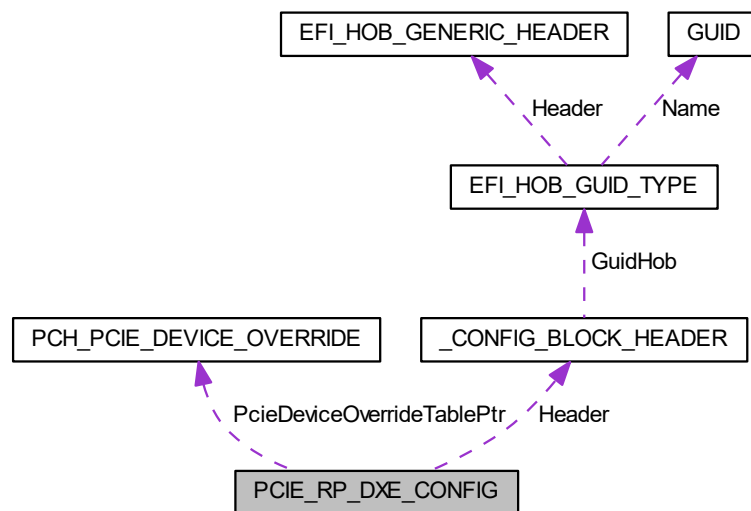 EFI_HOB_GENERIC_HEADER
GUID
Header
Name
EFI_HOB_GUID_TYPE
GuidHob
PCH_PCIE_DEVICE_OVERRIDE
_CONFIG_BLOCK_HEADER
PcieDeviceOverrideTablePtr
Header
PCIE_RP_DXE_CONFIG